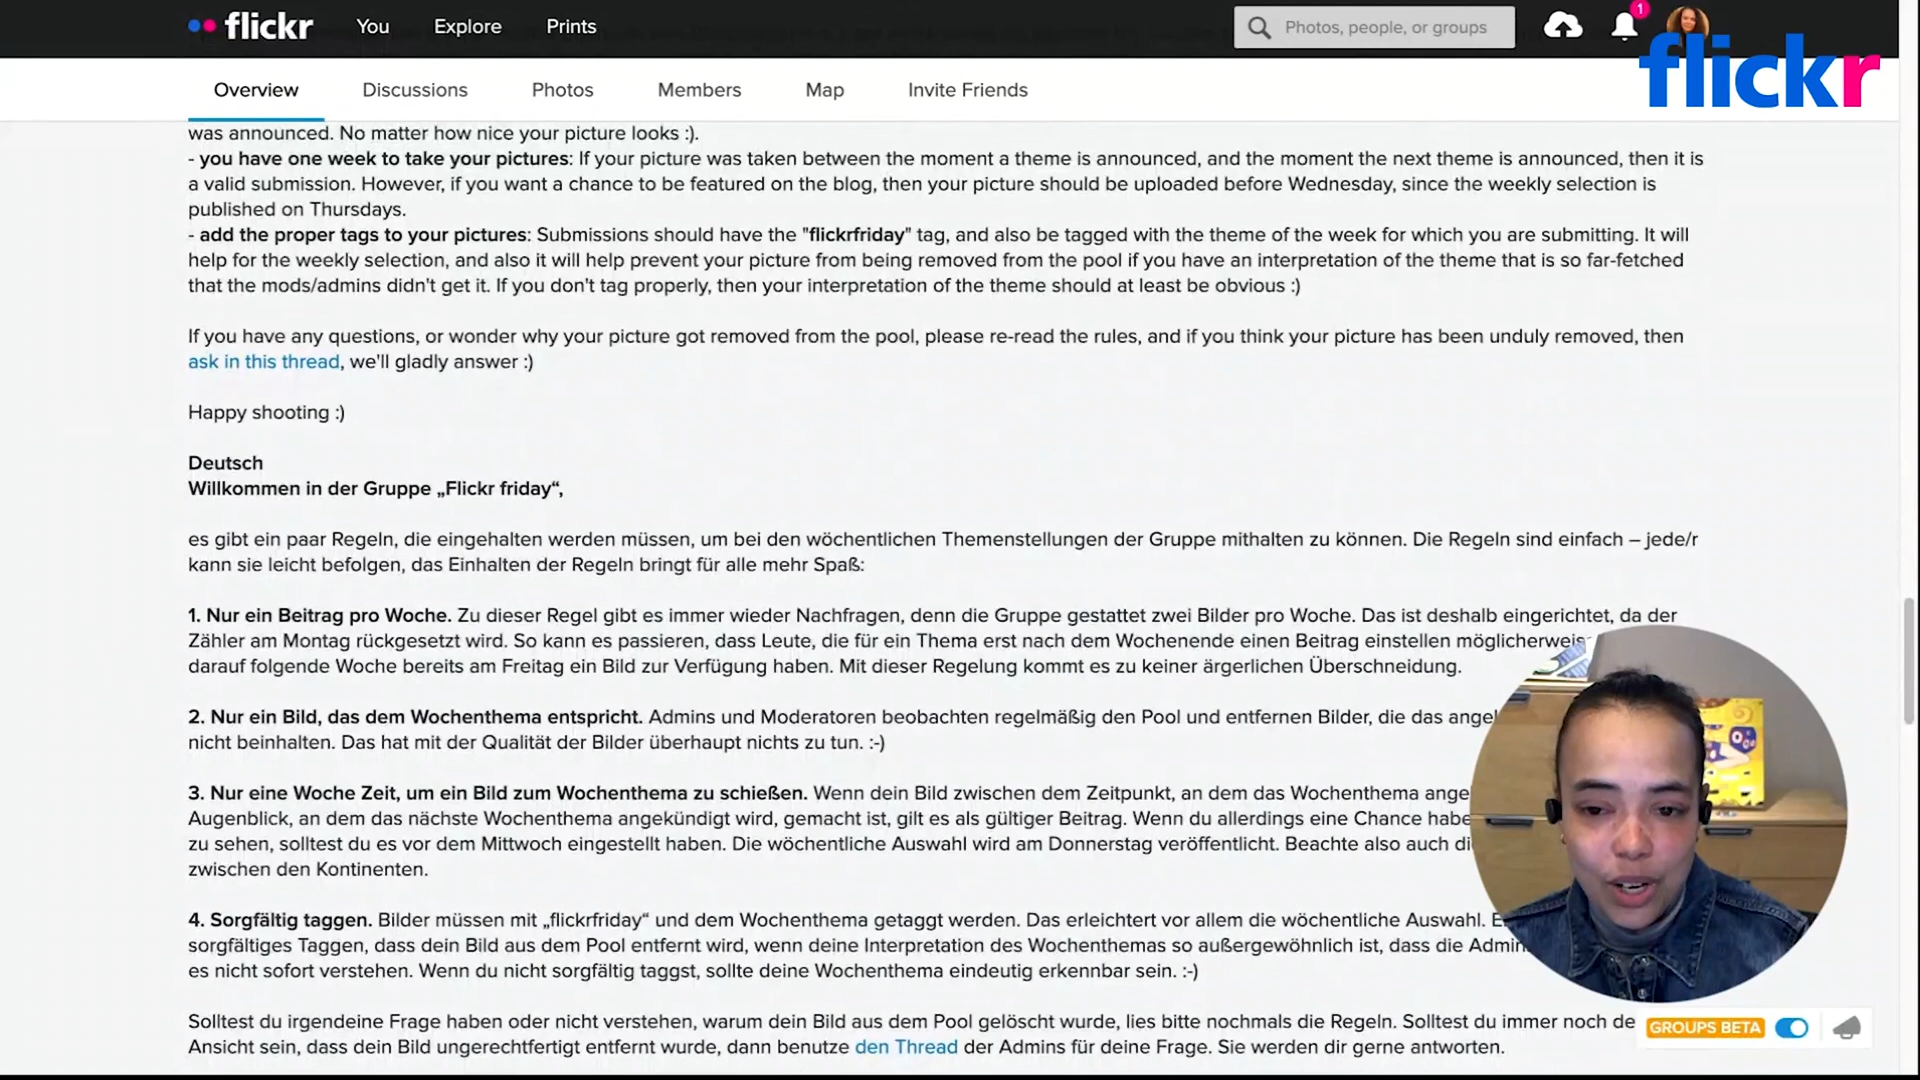 flickr You Explore Prints Photos, people, or groups 1
flickr
Overview Discussions Photos Members Map Invite Friends
was announced. No matter how nice your picture looks :).
- you have one week to take your pictures: If your picture was taken between the moment a theme is announced, and the moment the next theme is announced, then it is
a valid submission. However, if you want a chance to be featured on the blog, then your picture should be uploaded before Wednesday, since the weekly selection is
published on Thursdays.
- add the proper tags to your pictures: Submissions should have the "flickrfriday" tag, and also be tagged with the theme of the week for which you are submitting. It will
help for the weekly selection, and also it will help prevent your picture from being removed from the pool if you have an interpretation of the theme that is so far-fetched
that the mods/admins didn't get it. If you don't tag properly, then your interpretation of the theme should at least be obvious :)
If you have any questions, or wonder why your picture got removed from the pool, please re-read the rules, and if you think your picture has been unduly removed, then
ask in this thread, we'll gladly answer :)
Happy shooting :)
Deutsch
Willkommen in der Gruppe „Flickr friday“,
es gibt ein paar Regeln, die eingehalten werden müssen, um bei den wöchentlichen Themenstellungen der Gruppe mithalten zu können. Die Regeln sind einfach – jede/r
kann sie leicht befolgen, das Einhalten der Regeln bringt für alle mehr Spaß:
1. Nur ein Beitrag pro Woche. Zu dieser Regel gibt es immer wieder Nachfragen, denn die Gruppe gestattet zwei Bilder pro Woche. Das ist deshalb eingerichtet, da der
Zähler am Montag rückgesetzt wird. So kann es passieren, dass Leute, die für ein Thema erst nach dem Wochenende einen Beitrag einstellen
darauf folgende Woche bereits am Freitag ein Bild zur Verfügung haben. Mit dieser Regelung kommt es zu keiner ärgerlichen Überschneidung.
2. Nur ein Bild, das dem Wochenthema entspricht. Admins und Moderatoren beobachten regelmäßig den Pool und entfernen Bilder, die das
nicht beinhalten. Das hat mit der Qualität der Bilder überhaupt nichts zu tun. :-)
3. Nur eine Woche Zeit, um ein Bild zum Wochenthema zu schießen. Wenn dein Bild zwischen dem Zeitpunkt, an dem das Wochenthema
Augenblick, an dem das nächste Wochenthema angekündigt wird, gemacht ist, gilt es als gültiger Beitrag. Wenn du allerdings eine Chance
zu sehen, solltest du es vor dem Mittwoch eingestellt haben. Die wöchentliche Auswahl wird am Donnerstag veröffentlicht. Beachte also auch
zwischen den Kontinenten.
4. Sorgfältig taggen. Bilder müssen mit „flickrfriday“ und dem Wochenthema getaggt werden. Das erleichtert vor allem die wöchentliche Auswahl.
sorgfältiges Taggen, dass dein Bild aus dem Pool entfernt wird, wenn deine Interpretation des Wochenthemas so außergewöhnlich ist, dass die
es nicht sofort verstehen. Wenn du nicht sorgfältig taggst, sollte deine Wochenthema eindeutig erkennbar sein. :-)
Solltest du irgendeine Frage haben oder nicht verstehen, warum dein Bild aus dem Pool gelöscht wurde, lies bitte nochmals die Regeln. Solltest du immer noch
Ansicht sein, dass dein Bild ungerechtfertigt entfernt wurde, dann benutze den Thread der Admins für deine Frage. Sie werden dir gerne antworten.
GROUPS BETA